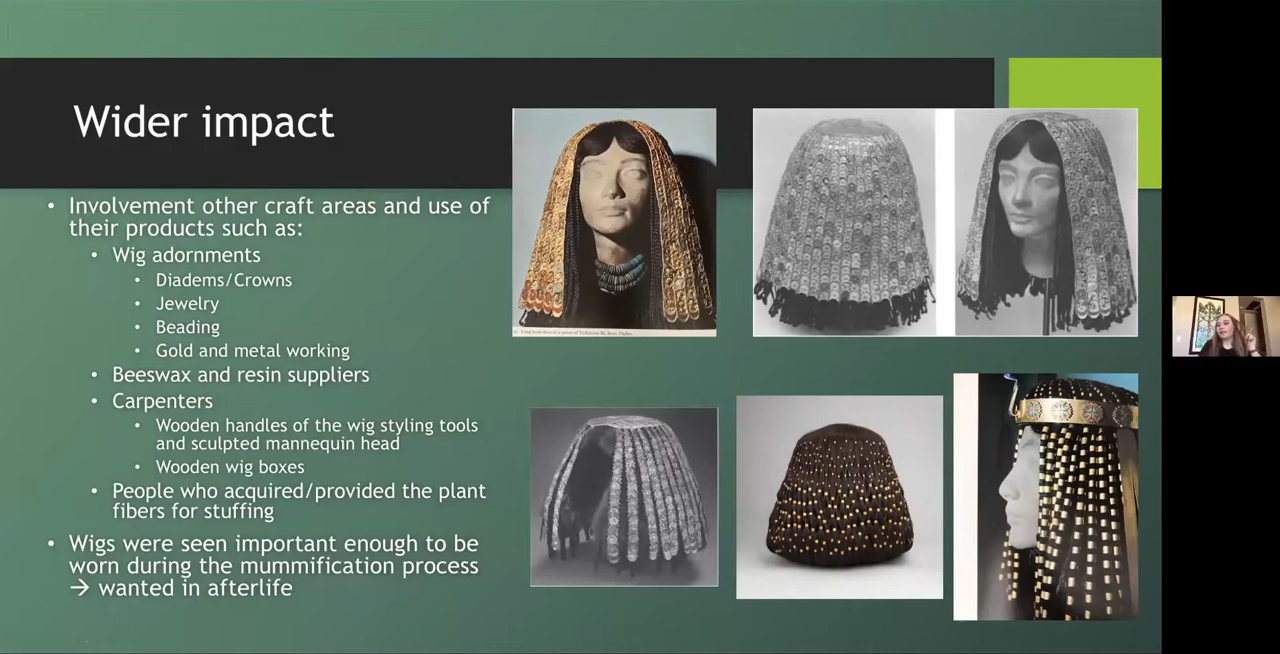 Wider impact
• Involvement other craft areas and use of
their products such as:
• Wig adornments
• Diadems/Crowns
• Jewelry
• Beading
• Gold and metal working
• Beeswax and resin suppliers
• Carpenters
• Wooden handles of the wig styling tools
and sculpted mannequin head
• Wooden wig boxes
• People who acquired/provided the plant
fibers for stuffing
• Wigs were seen important enough to be
worn during the mummification process
→ wanted in afterlife